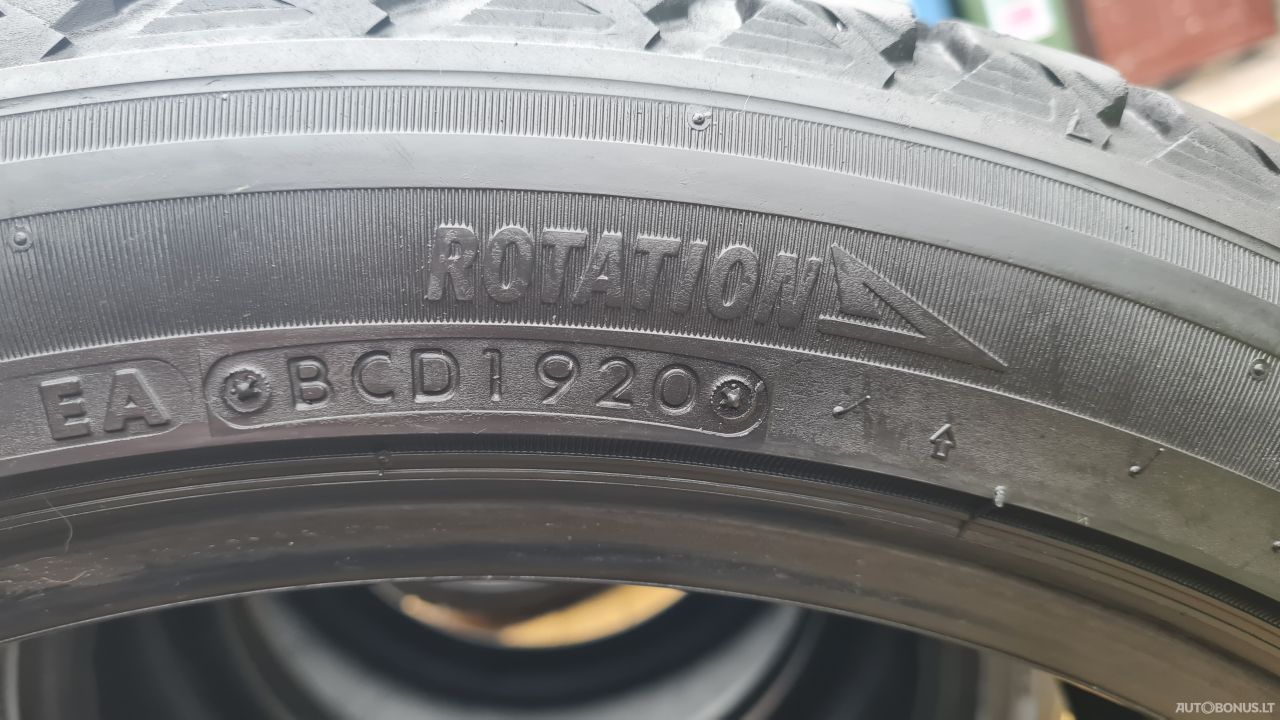 ROTATION
EA BCD1920
AUTOBONUS.LT